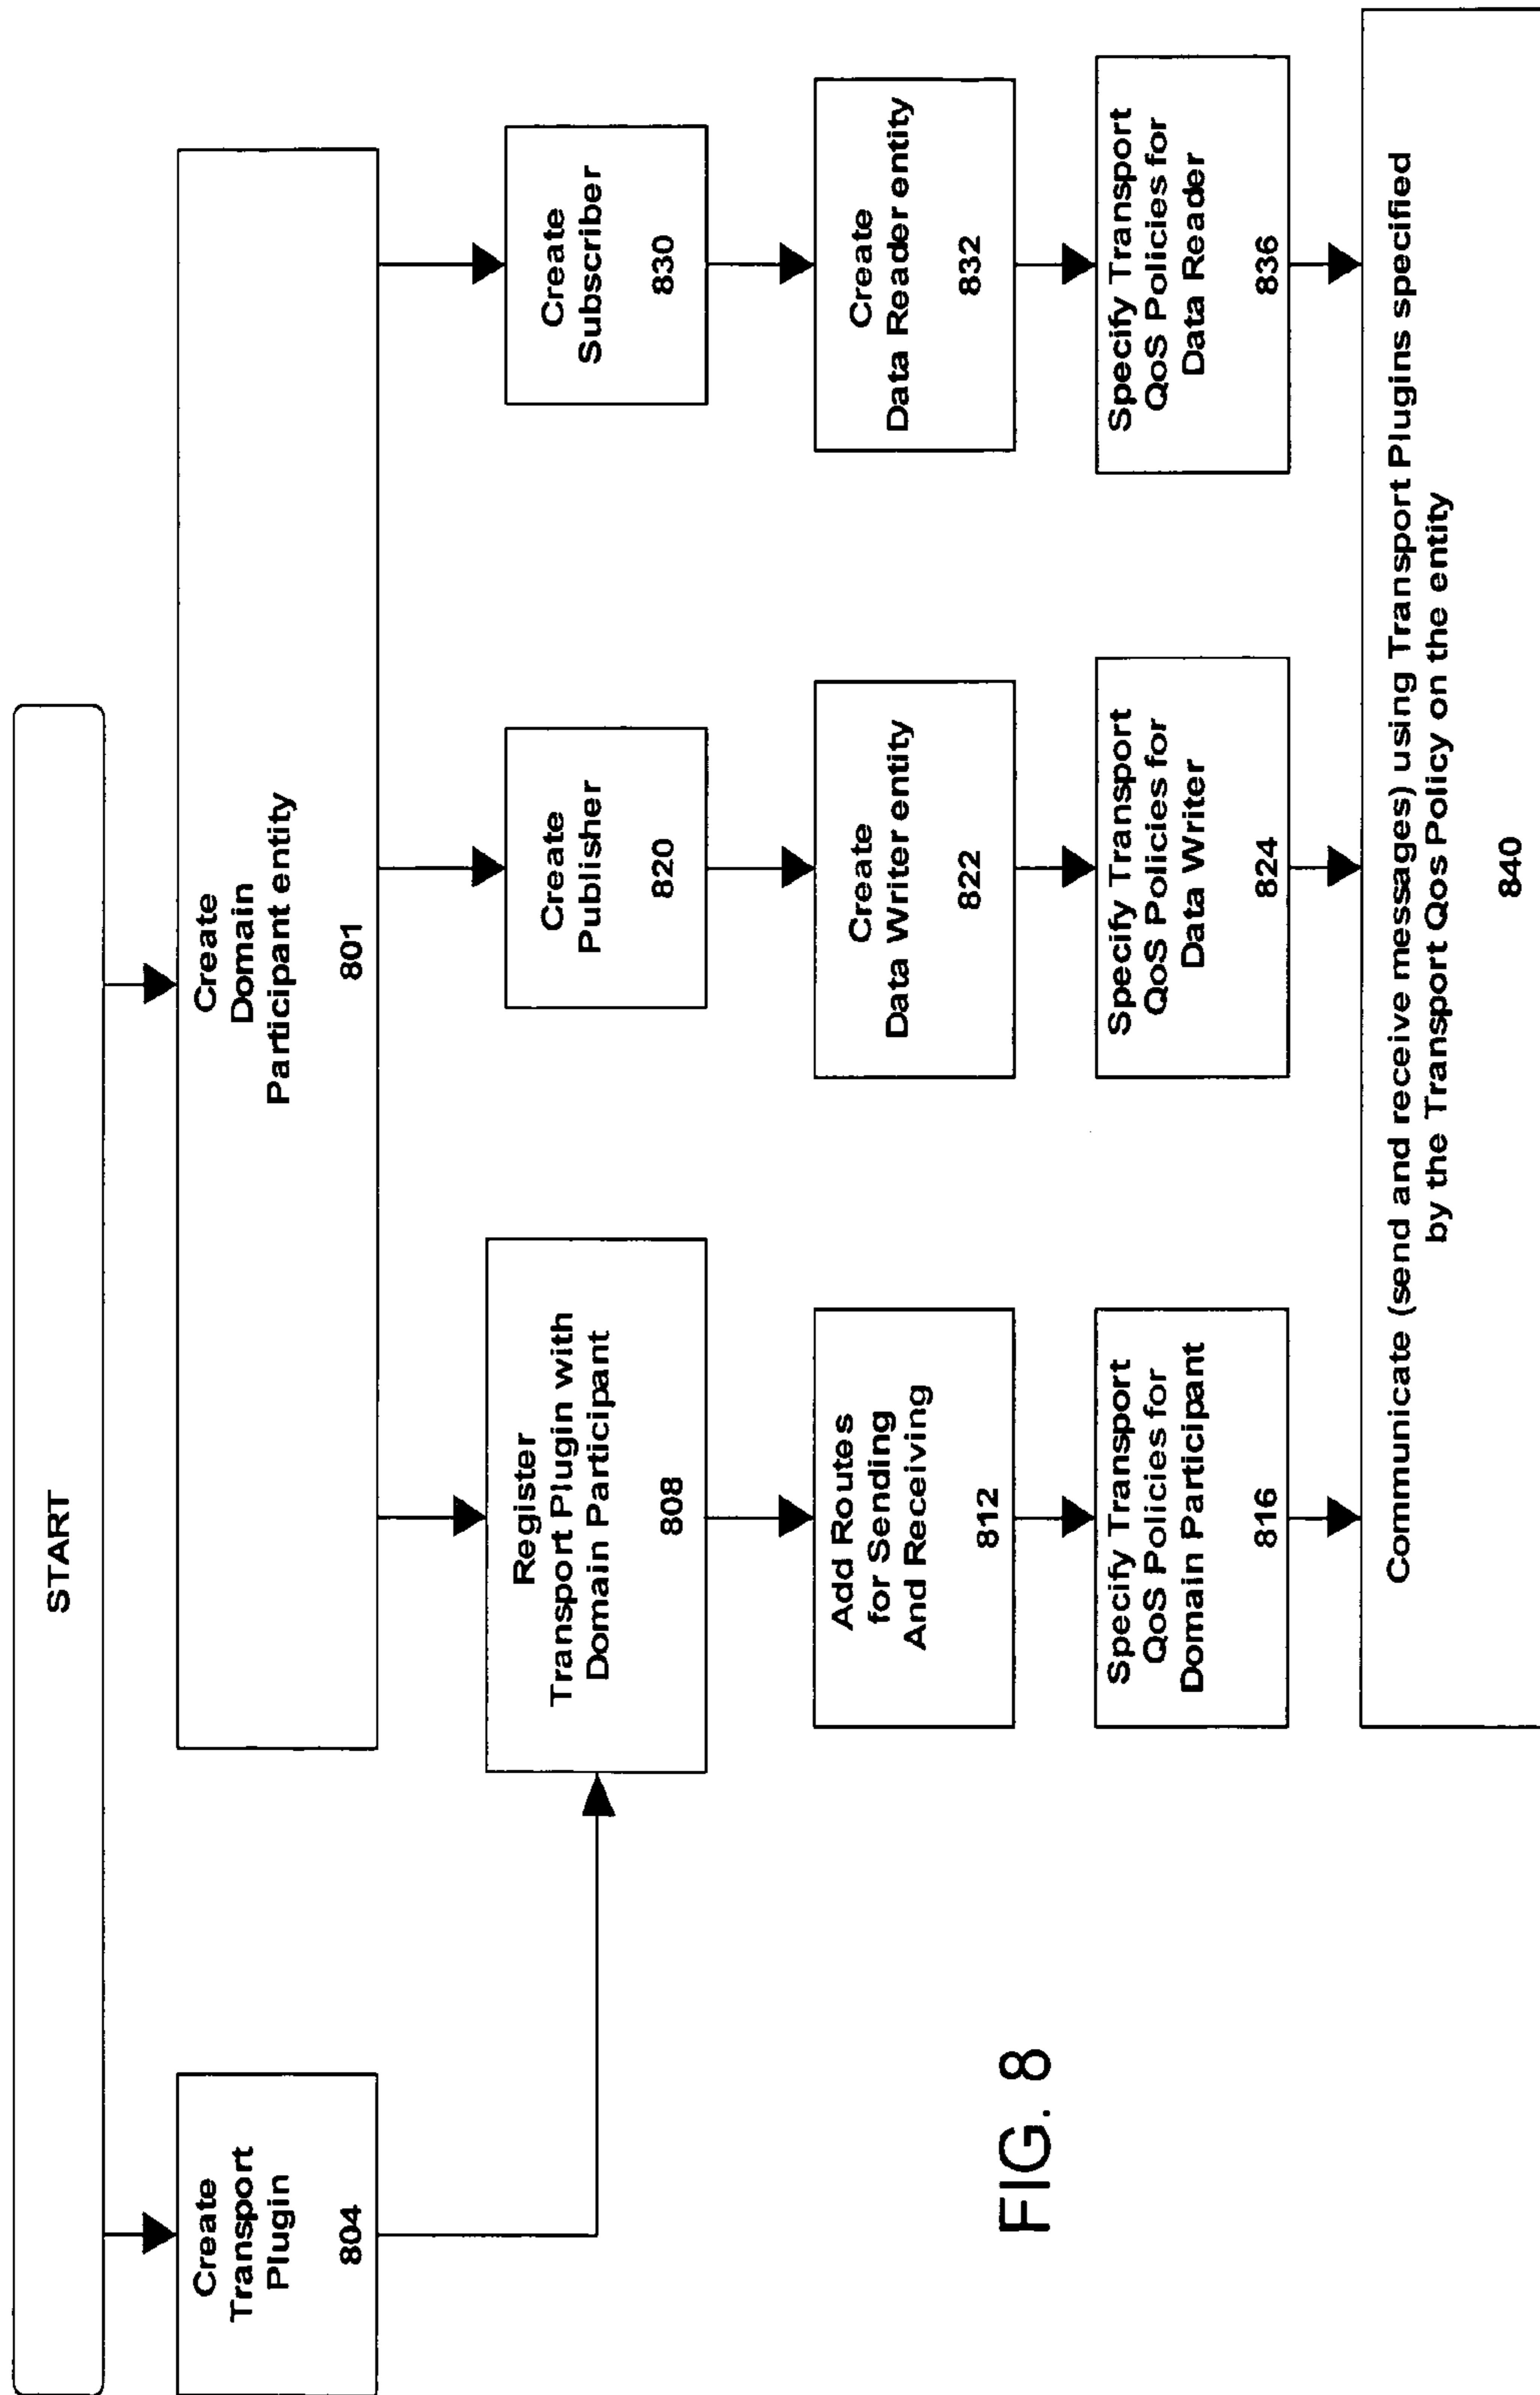 START
Create
Transport
Plugin
804
Create
Domain
Participant entity
801
Register
Transport Plugin with
Domain Participant
808
Create
Publisher
820
Create
Subscriber
830
Add Routes
for Sending
And Receiving
812
Create
Data Writer entity
822
Create
Data Reader entity
832
Specify Transport
QoS Policies for
Domain Participant
816
Specify Transport
QoS Policies for
Data Writer
824
Specify Transport
QoS Policies for
Data Reader
836
Communicate (send and receive messages) using Transport Plugins specified
by the Transport Qos Policy on the entity
840
FIG. 8